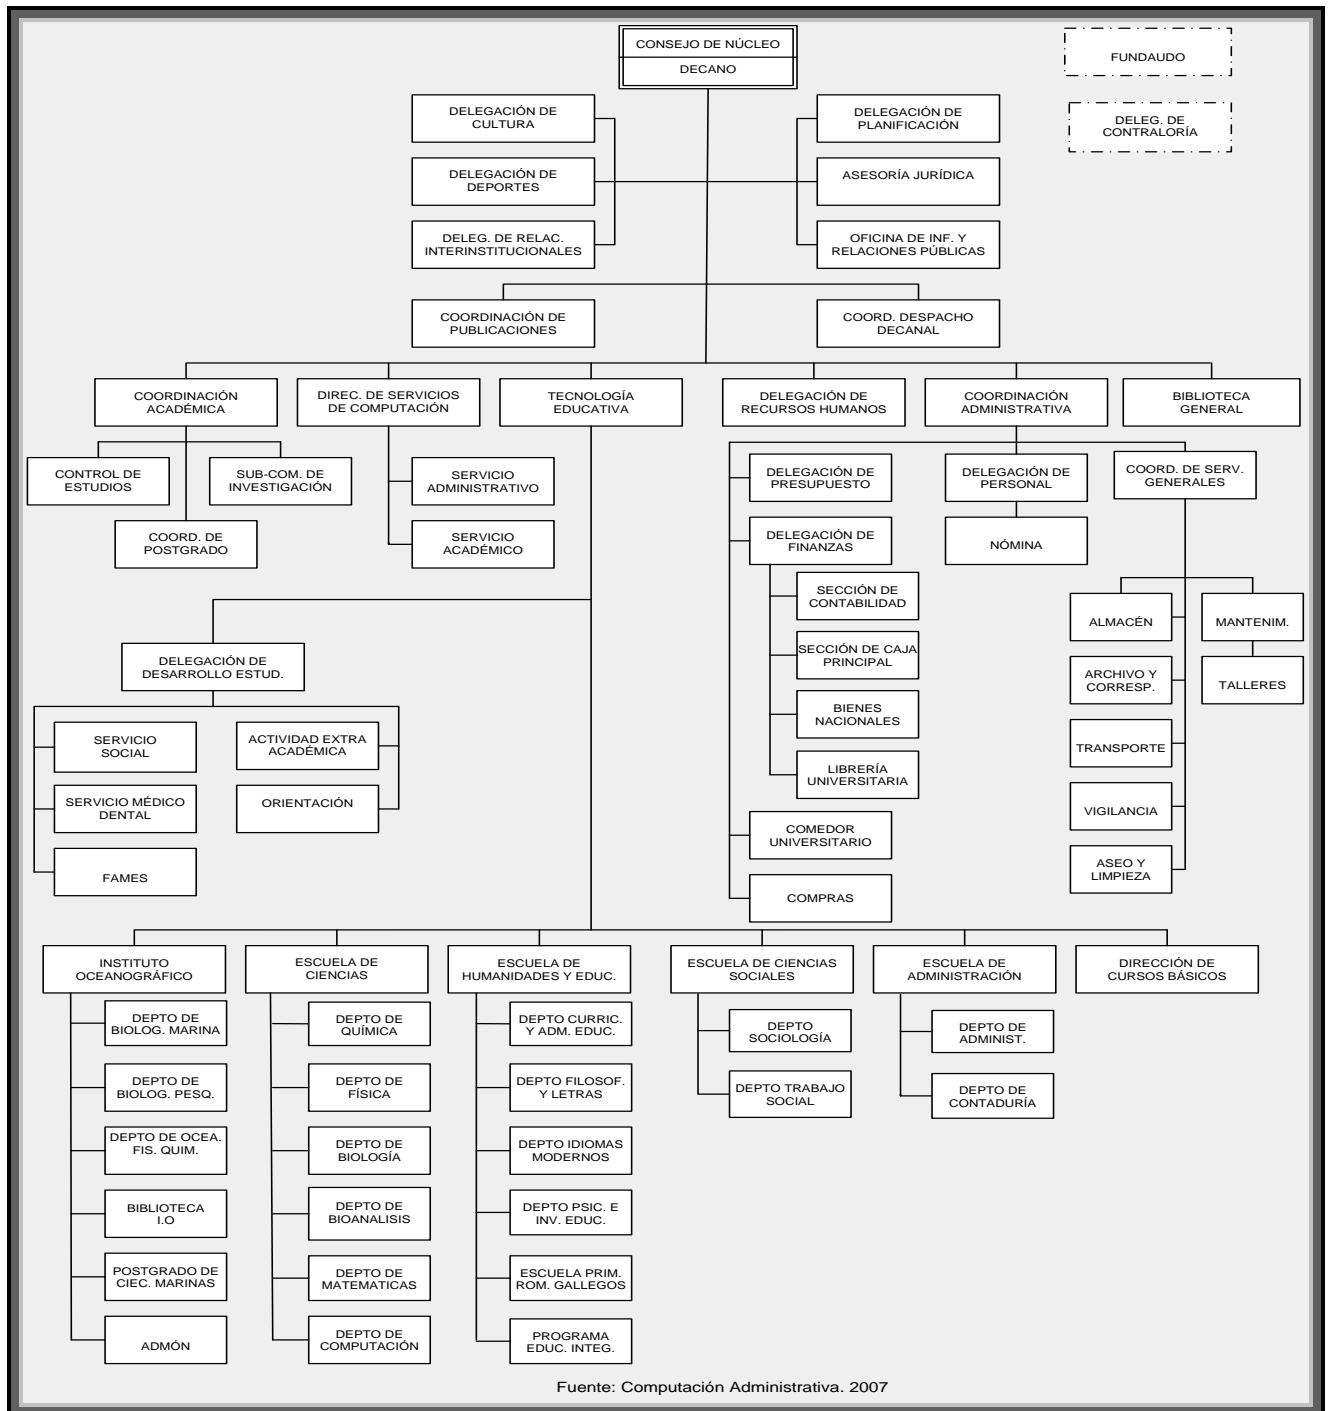 CONSEJO DE NÚCLEO
DECANO
FUNDAUDO
DELEG. DE
CONTRALORÍA
DELEGACIÓN DE
CULTURA
DELEGACIÓN DE
PLANIFICACIÓN
DELEGACIÓN DE
DEPORTES
ASESORÍA JURÍDICA
DELEG. DE RELAC.
INTERINSTITUCIONALES
OFICINA DE INF. Y
RELACIONES PÚBLICAS
COORDINACIÓN DE
PUBLICACIONES
COORD. DESPACHO
DECANAL
COORDINACIÓN
ACADÉMICA
DIREC. DE SERVICIOS
DE COMPUTACIÓN
TECNOLOGÍA
EDUCATIVA
DELEGACIÓN DE
RECURSOS HUMANOS
COORDINACIÓN
ADMINISTRATIVA
BIBLIOTECA
GENERAL
CONTROL DE
ESTUDIOS
SUB-COM. DE
INVESTIGACIÓN
COORD. DE
POSTGRADO
SERVICIO
ADMINISTRATIVO
SERVICIO
ACADÉMICO
DELEGACIÓN DE
PRESUPUESTO
DELEGACIÓN DE
PERSONAL
COORD. DE SERV.
GENERALES
DELEGACIÓN DE
FINANZAS
NÓMINA
SECCIÓN DE
CONTABILIDAD
SECCIÓN DE CAJA
PRINCIPAL
BIENES
NACIONALES
LIBRERÍA
UNIVERSITARIA
COMEDOR
UNIVERSITARIO
COMPRAS
ALMACÉN
MANTENIM.
ARCHIVO Y
CORRESP.
TALLERES
TRANSPORTE
VIGILANCIA
ASEO Y
LIMPIEZA
DELEGACIÓN DE
DESARROLLO ESTUD.
SERVICIO
SOCIAL
ACTIVIDAD EXTRA
ACADÉMICA
SERVICIO MÉDICO
DENTAL
ORIENTACIÓN
FAMES
INSTITUTO
OCEANOGRÁFICO
ESCUELA DE
CIENCIAS
ESCUELA DE
HUMANIDADES Y EDUC.
ESCUELA DE CIENCIAS
SOCIALES
ESCUELA DE
ADMINISTRACIÓN
DIRECCIÓN DE
CURSOS BÁSICOS
DEPTO DE
BIOLOG. MARINA
DEPTO DE
BIOLOG. PESQ.
DEPTO DE OCEA.
FIS. QUIM.
BIBLIOTECA
I.O
POSTGRADO DE
CIEC. MARINAS
ADMÓN
DEPTO DE
QUÍMICA
DEPTO DE
FÍSICA
DEPTO DE
BIOLOGÍA
DEPTO DE
BIOANALISIS
DEPTO DE
MATEMATICAS
DEPTO DE
COMPUTACIÓN
DEPTO CURRIC.
Y ADM. EDUC.
DEPTO FILOSOF.
Y LETRAS
DEPTO IDIOMAS
MODERNOS
DEPTO PSIC. E
INV. EDUC.
ESCUELA PRIM.
ROM. GALLEGOS
PROGRAMA
EDUC. INTEG.
DEPTO
SOCIOLOGÍA
DEPTO TRABAJO
SOCIAL
DEPTO DE
ADMINIST.
DEPTO DE
CONTADURÍA
Fuente: Computación Administrativa. 2007